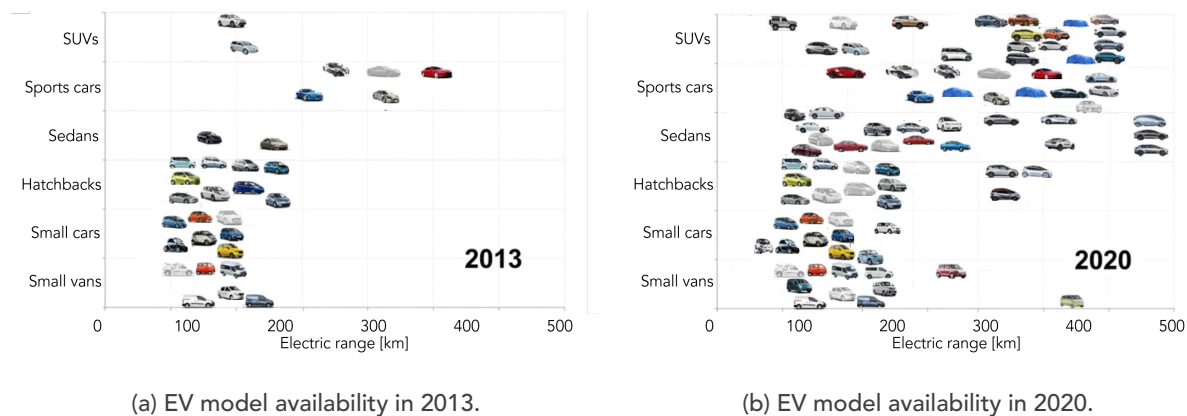 SUVs
Sports cars
Sedans
Hatchbacks
Small cars
Small vans
2013
0 100 200 300 400 500
Electric range [km]
(a) EV model availability in 2013.
SUVs
Sports cars
Sedans
Hatchbacks
Small cars
Small vans
2020
0 100 200 300 400 500
Electric range [km]
(b) EV model availability in 2020.